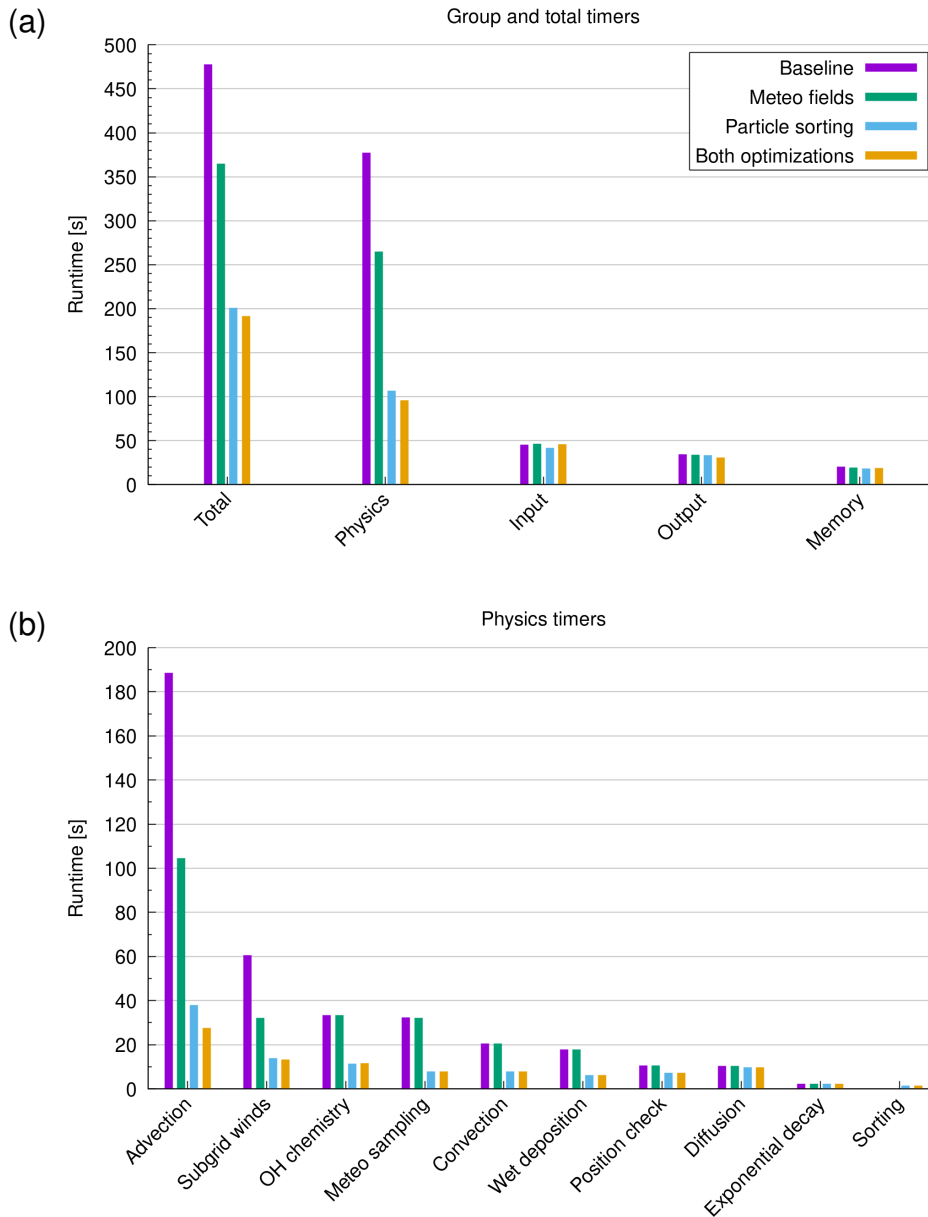 (a)
Group and total timers
Runtime [s]
500
450
400
350
300
250
200
150
100
50
0
Baseline
Meteo fields
Particle sorting
Both optimizations
Total
Physics
Input
Output
Memory
(b)
Physics timers
Runtime [s]
200
180
160
140
120
100
80
60
40
20
0
Advection
Subgrid winds
OH chemistry
Meteo sampling
Convection
Wet deposition
Position check
Diffusion
Exponential decay
Sorting